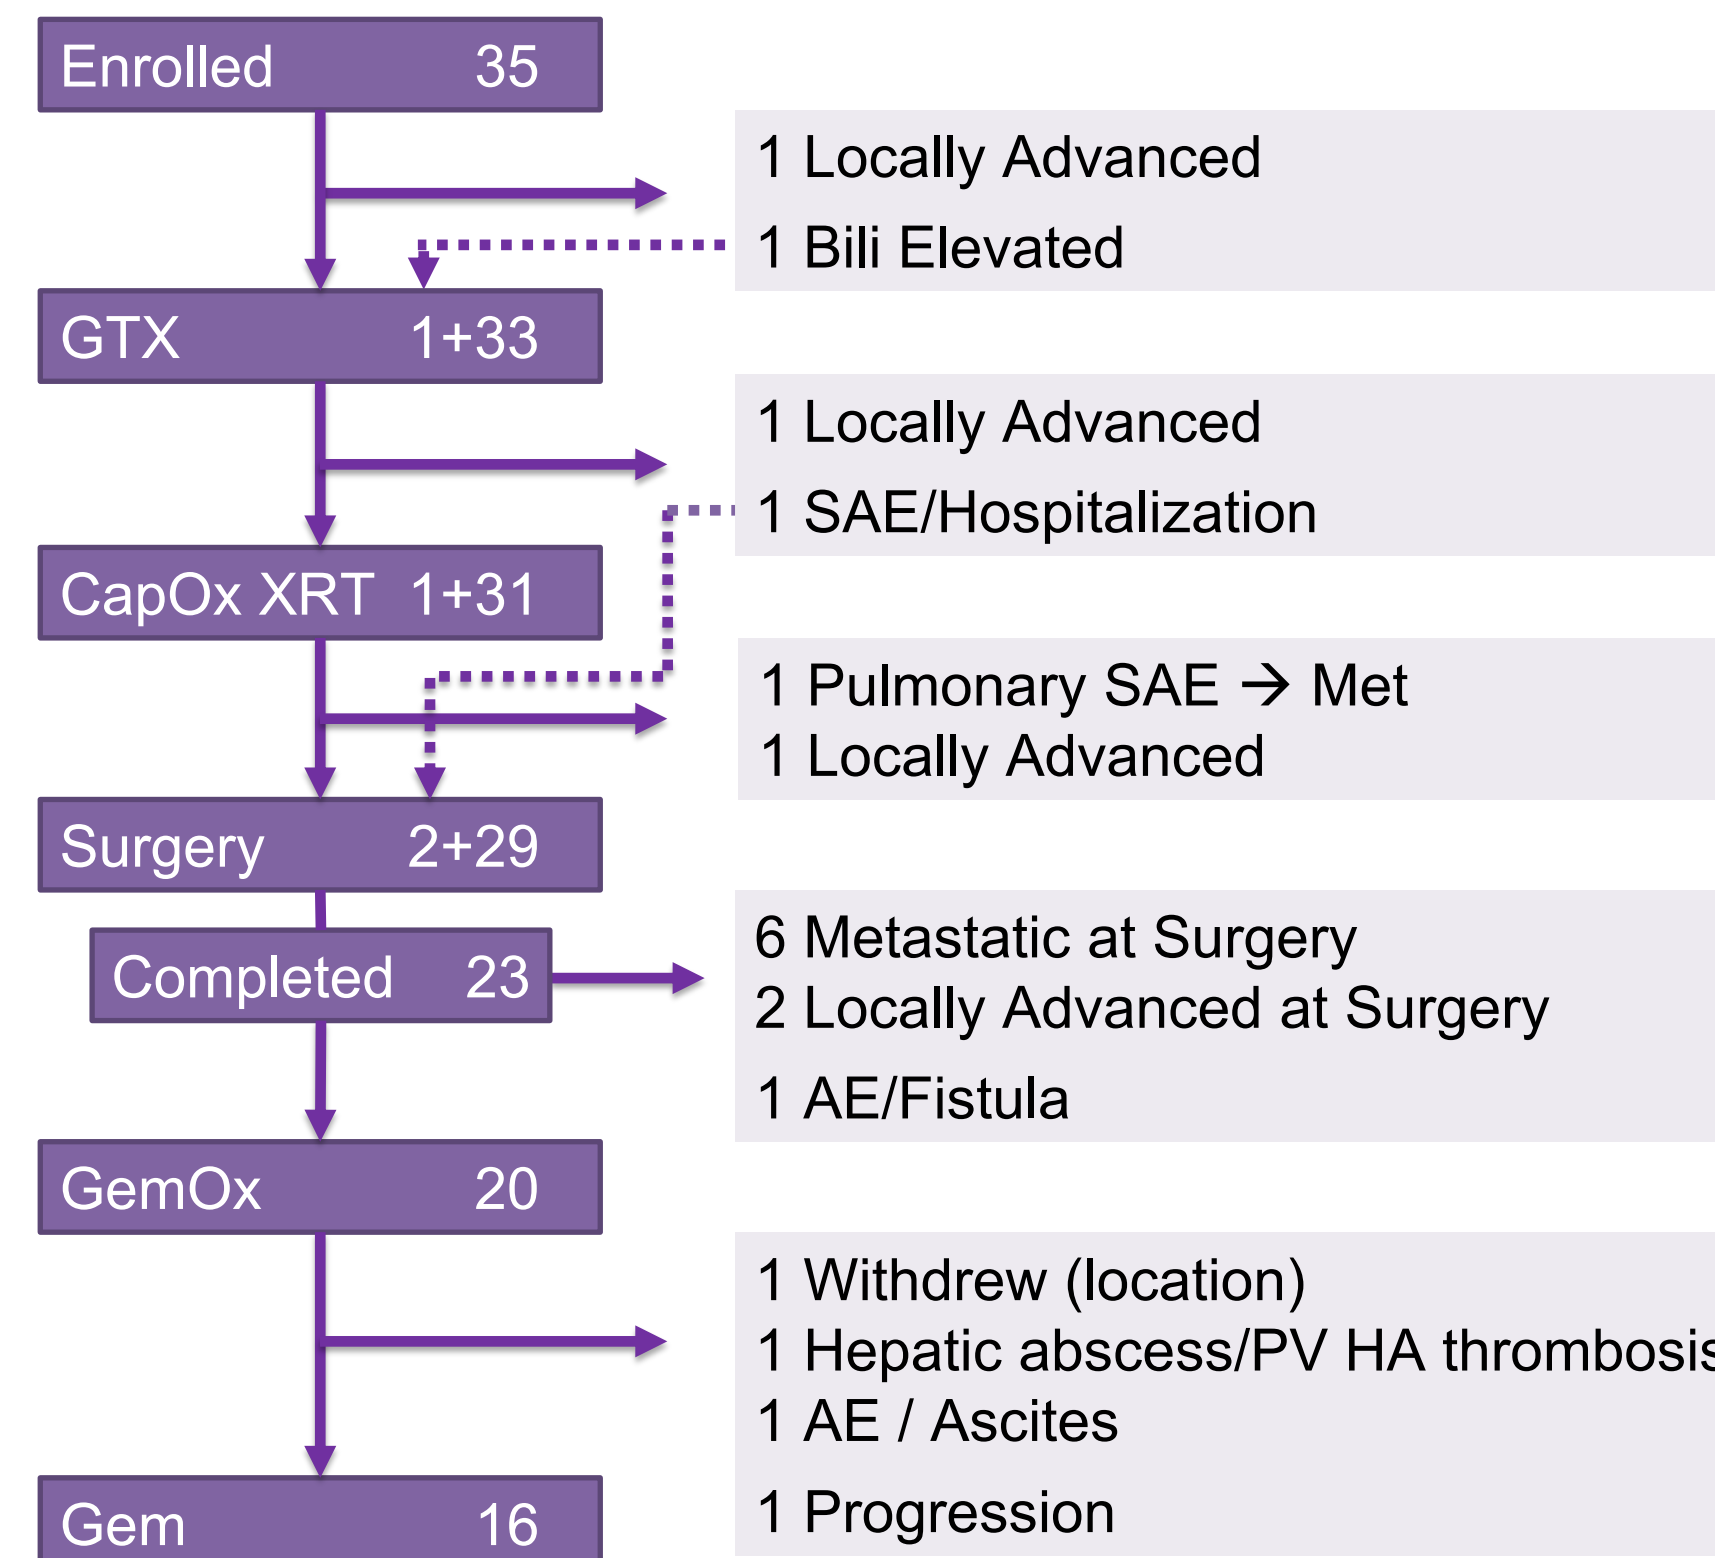 Enrolled 35
1 Locally Advanced
1 Bili Elevated
GTX 1+33
1 Locally Advanced
1 SAE/Hospitalization
CapOx XRT 1+31
1 Pulmonary SAE → Met
1 Locally Advanced
Surgery 2+29
Completed 23
6 Metastatic at Surgery
2 Locally Advanced at Surgery
1 AE/Fistula
GemOx 20
1 Withdrew (location)
1 Hepatic abscess/PV HA thrombosis
1 AE / Ascites
1 Progression
Gem 16